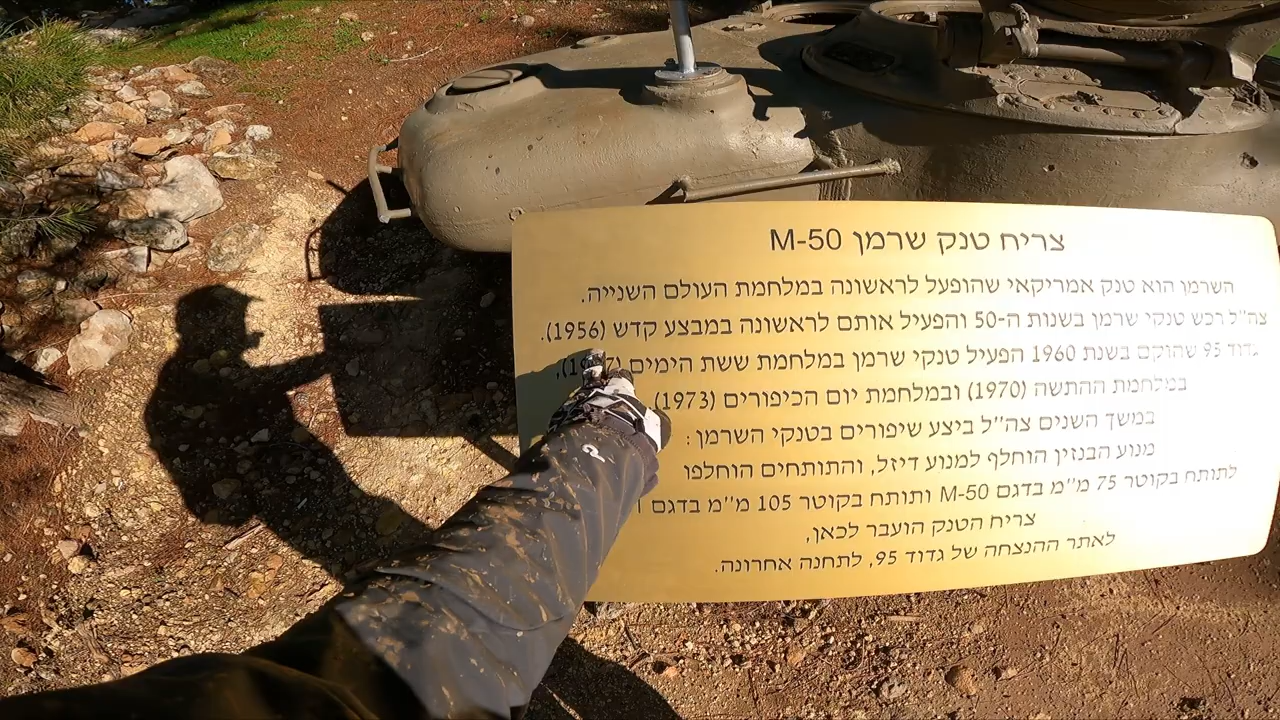 צריח טנק שרמן M-50
השרמן הוא טנק אמריקאי שהופעל לראשונה במלחמת העולם השנייה.
צה"ל רכש טנקי שרמן בשנות ה-50 והפעיל אותם לראשונה במבצע קדש (1956).
גדוד 95 שהוקם בשנת 1960 הפעיל טנקי שרמן במלחמת ששת הימים
במלחמת ההתשה (1970) ובמלחמת יום הכיפורים (1973)
במשך השנים צה"ל ביצע שיפורים בטנקי השרמן:
מנוע הבנזין הוחלף למנוע דיזל, והתותחים הוחלפו
לתותח בקוטר 75 מ"מ בדגם M-50 ותותח בקוטר 105 מ"מ בדגם
צריח הטנק הועבר לכאן,
לאתר ההנצחה של גדוד 95, לתחנה אחרונה.